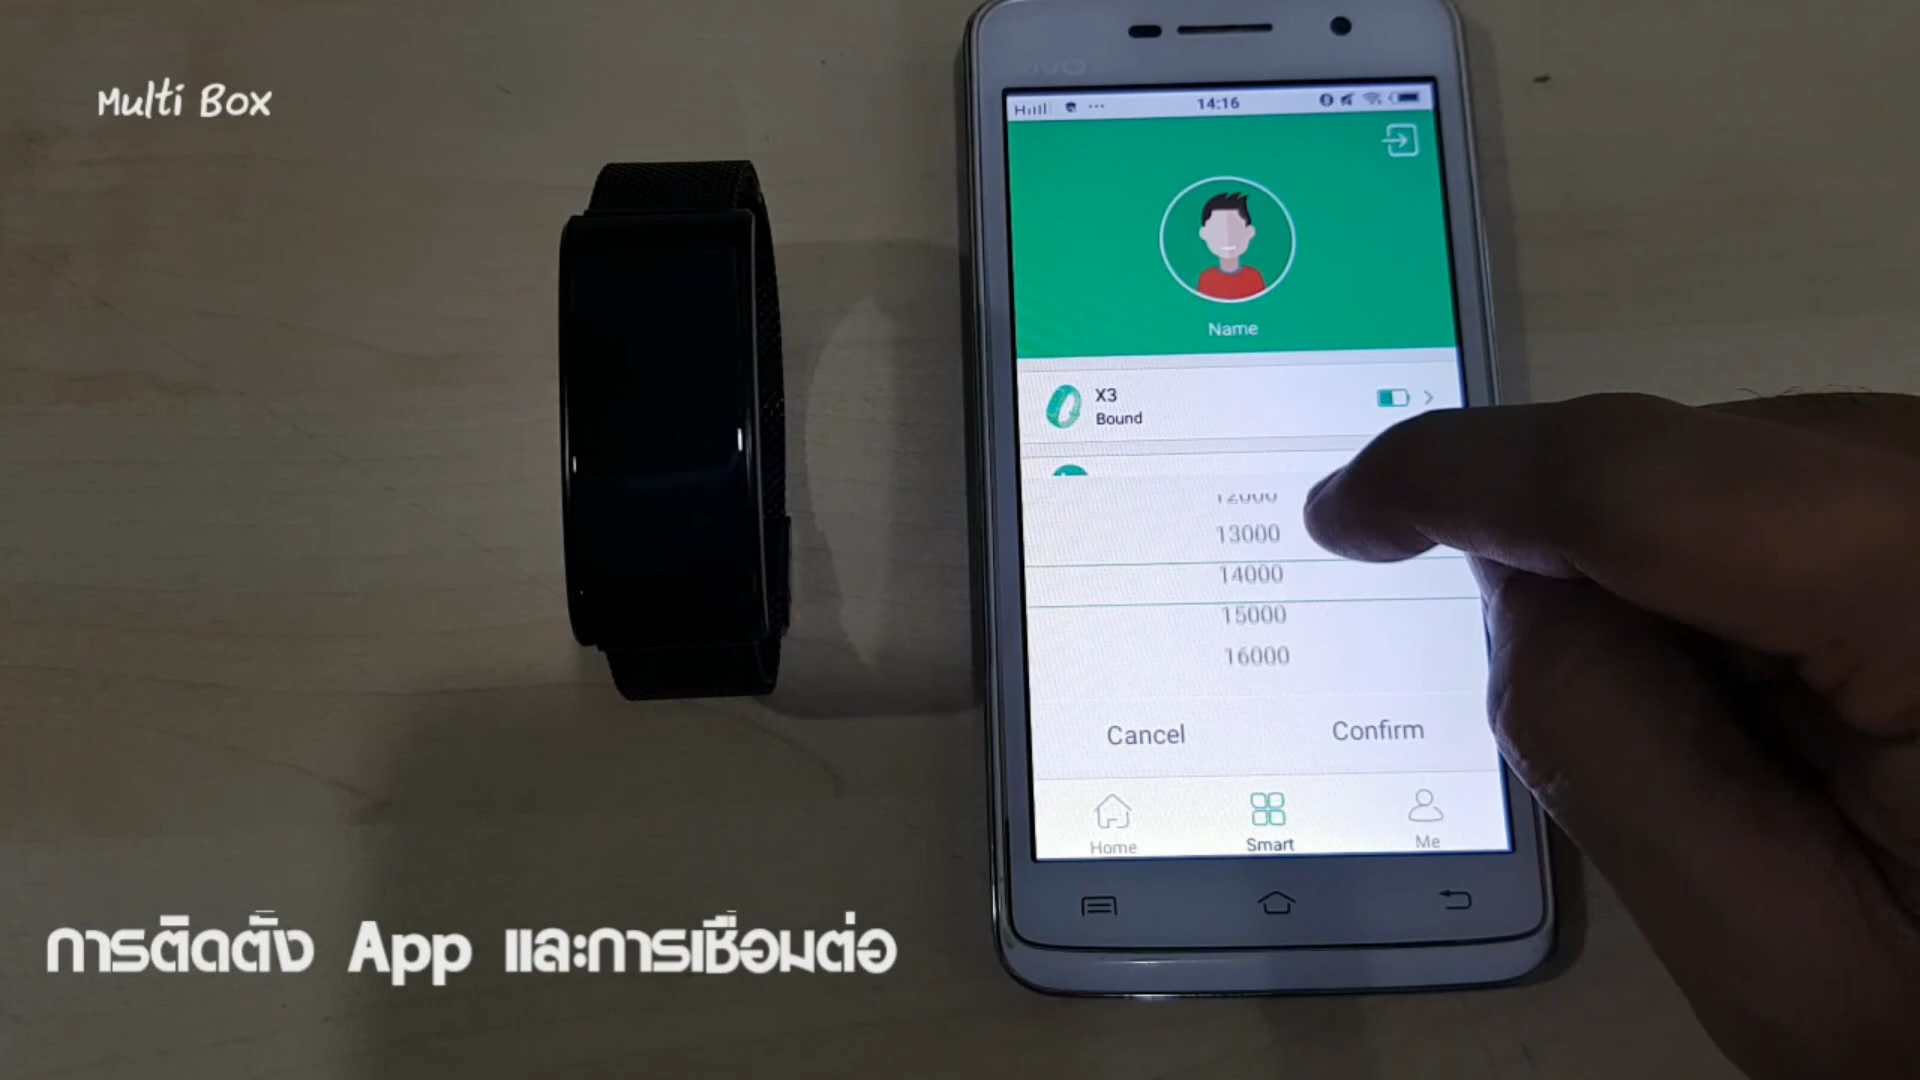 Multi Box
14:16
Name
X3
Bound
12000
13000
14000
15000
16000
Cancel
Confirm
Home
Smart
Me
การติดตั้ง App และการเชื่อมต่อ